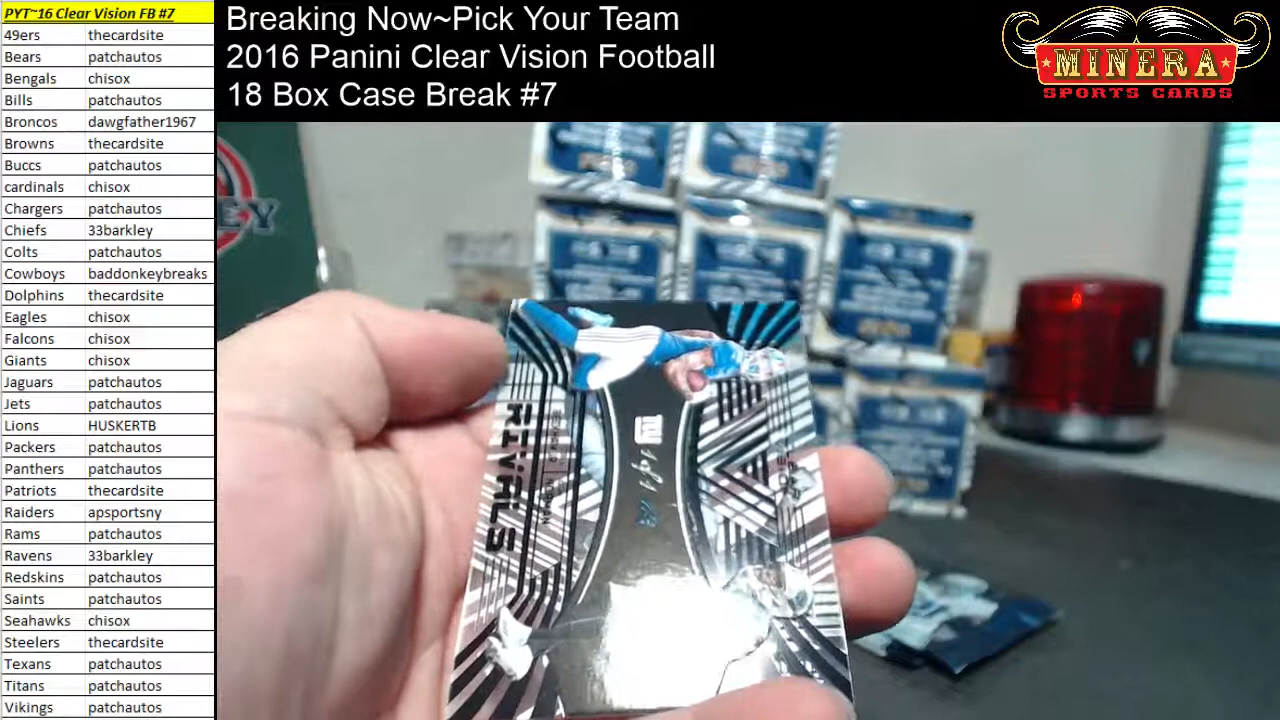 PYT~16 Clear Vision FB #7
49ers thecardsite
Bears patchautos
Bengals chisox
Bills patchautos
Broncos dawgfather1967
Browns thecardsite
Buccs patchautos
cardinals chisox
Chargers patchautos
Chiefs 33barkley
Colts patchautos
Cowboys baddonkeybreaks
Dolphins thecardsite
Eagles chisox
Falcons chisox
Giants chisox
Jaguars patchautos
Jets patchautos
Lions HUSKERTB
Packers patchautos
Panthers patchautos
Patriots thecardsite
Raiders apsportsny
Rams patchautos
Ravens 33barkley
Redskins patchautos
Saints patchautos
Seahawks chisox
Steelers thecardsite
Texans patchautos
Titans patchautos
Vikings patchautos
Breaking Now~Pick Your Team
2016 Panini Clear Vision Football
18 Box Case Break #7
MINERA
SPORTS CARDS
RIVALS